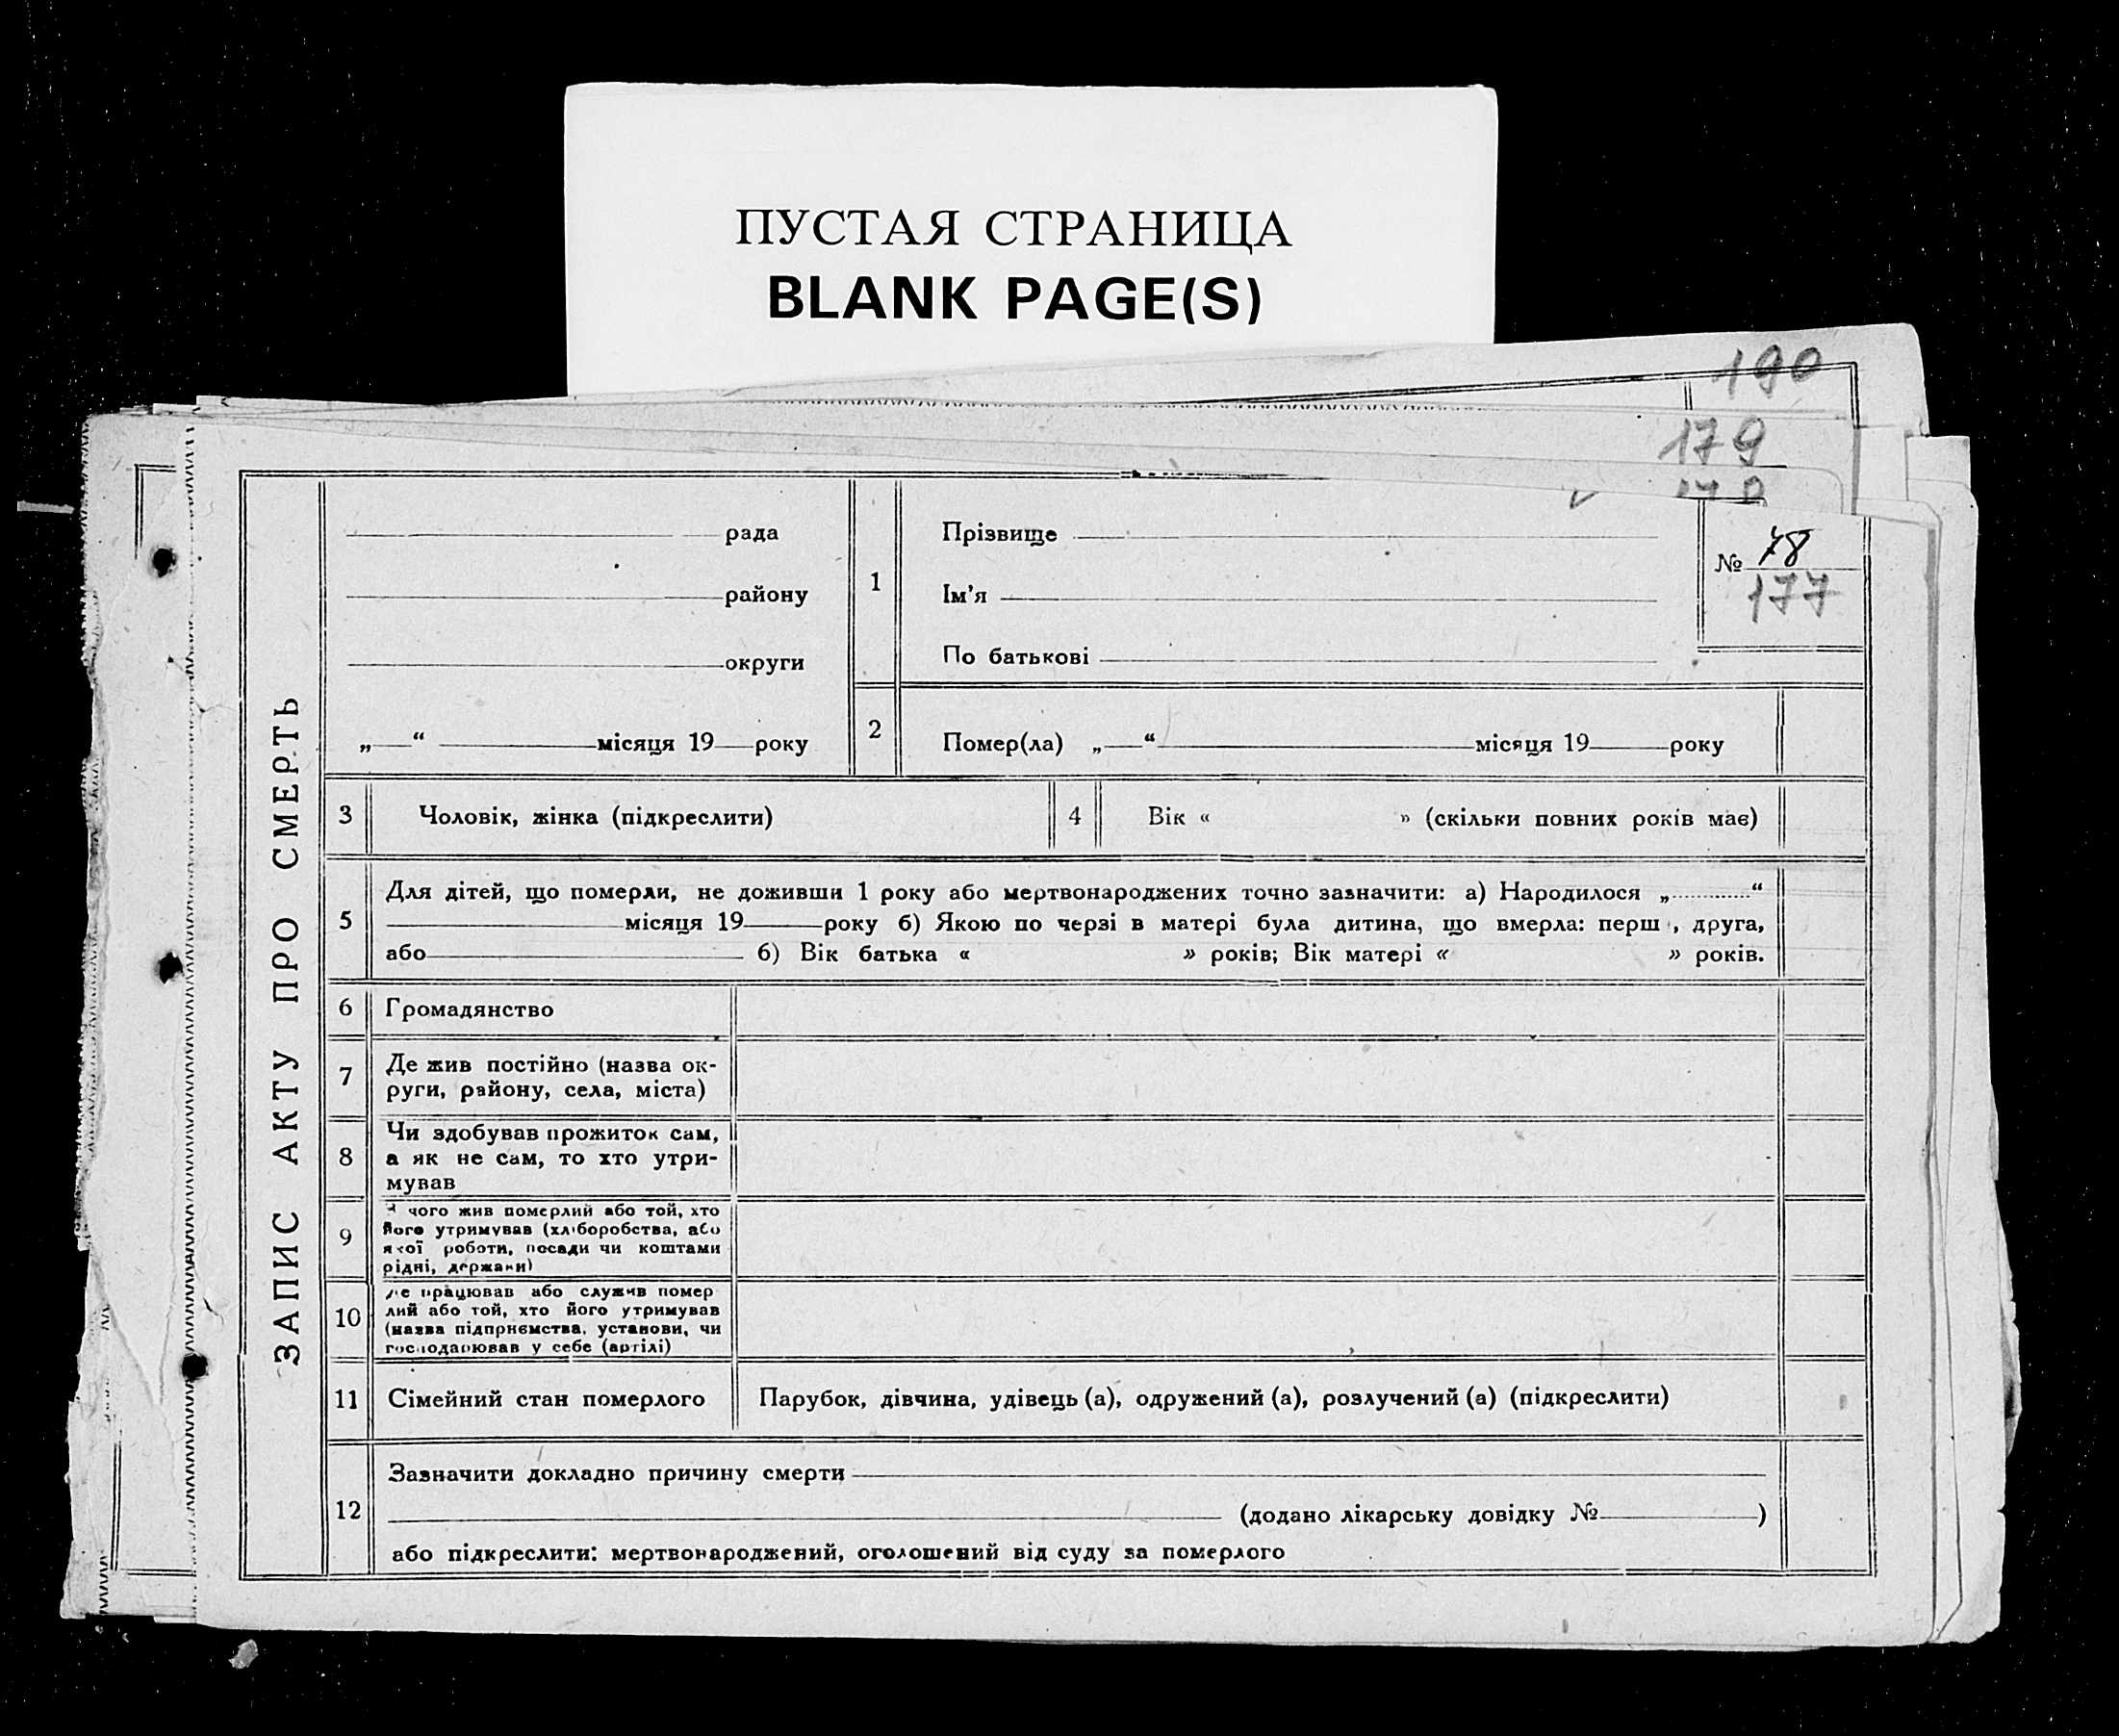 ПУСТАЯ СТРАНИЦА
BLANK PAGE(S)
190
179
178
ЗАПИС АКТУ ПРО СМЕРТЬ
рада
району
округи
„ “ місяця 19 року
1
Прізвище
Ім’я
По батькові
№ 78
177
2
Помер(ла) „ “ місяця 19 року
3
Чоловік, жінка (підкреслити)
4
Вік « » (скільки повних років має)
5
Для дітей, що померли, не доживши 1 року або мертвонароджених точно зазначити: а) Народилося „ “
місяця 19 року б) Якою по черзі в матері була дитина, що вмерла: перш , друга,
або б) Вік батька « » років; Вік матері « » років.
6
Громадянство
7
Де жив постійно (назва ок-
руги, району, села, міста)
8
Чи здобував прожиток сам,
а як не сам, то хто утри-
мував
9
чого жив померлий або той, хто
його утримував (хліборобства, або
якої роботи, посади чи коштами
рідні, держави)
10
Де працював або служив помер
лий або той, хто його утримував
(назва підприємства, установи, чи
господарював у себе (артілі)
11
Сімейний стан померлого
Парубок, дівчина, удівець (а), одружений (а), розлучений (а) (підкреслити)
12
Зазначити докладно причину смерти
(додано лікарську довідку № )
або підкреслити: мертвонароджений, оголошений від суду за померлого